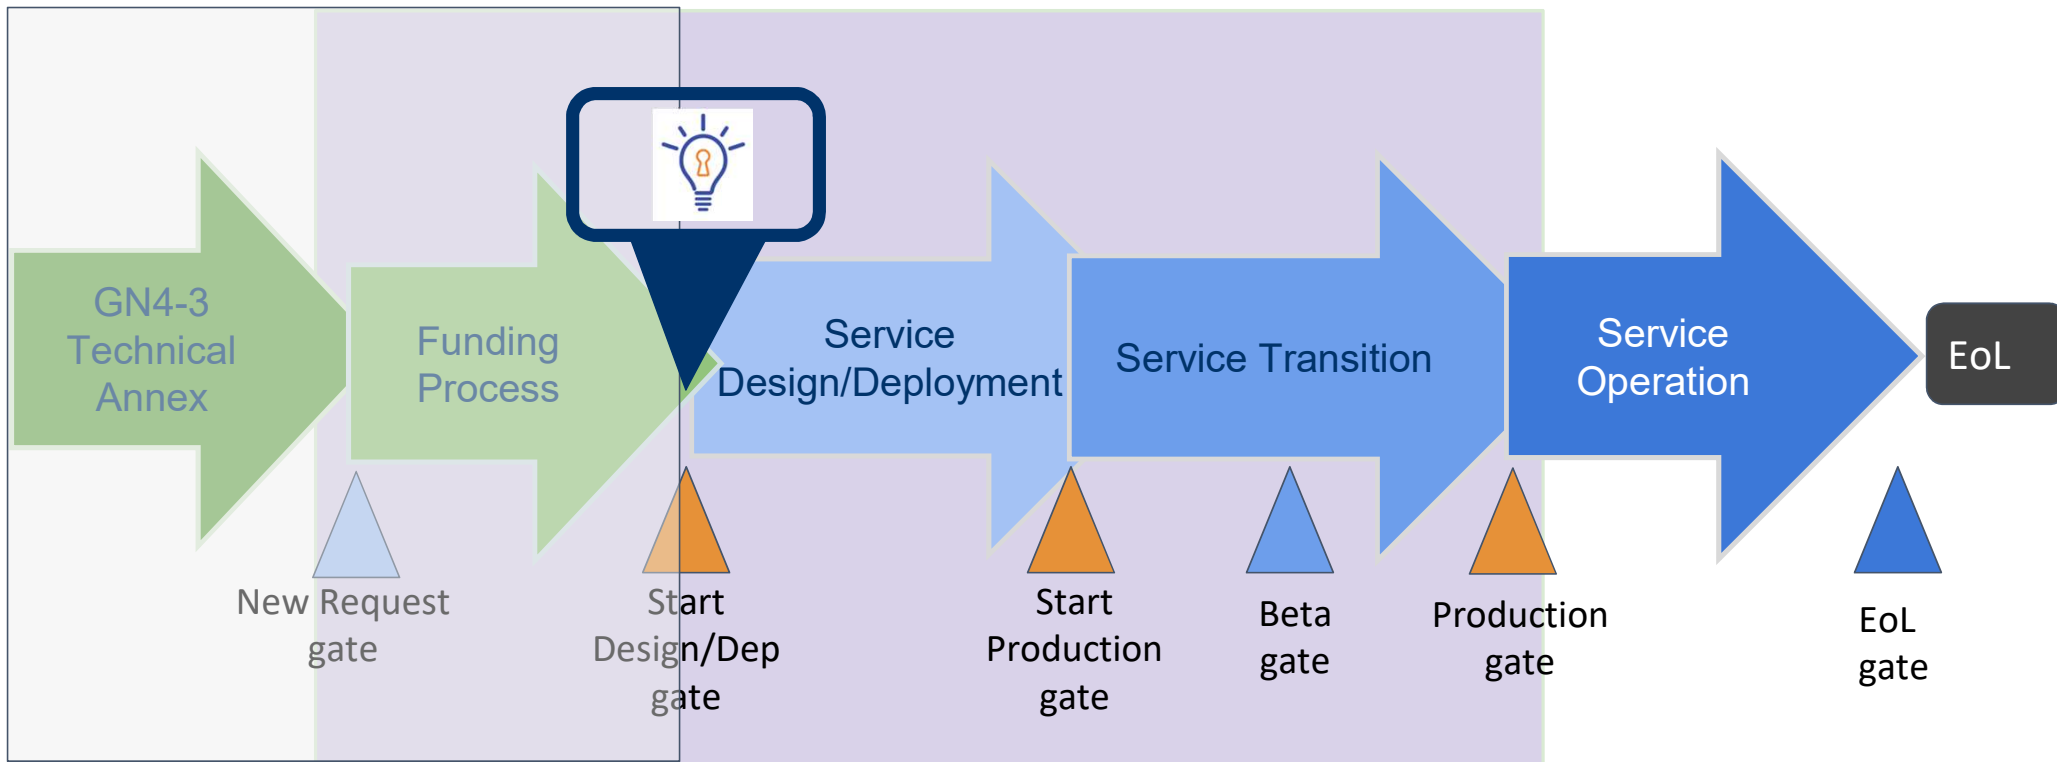 GN4-3
Technical
Annex
Funding
Process
Service
Design/Deployment
Service Transition
Service
Operation
EoL
New Request
gate
Start
Design/Dep
gate
Start
Production
gate
Beta
gate
Production
gate
EoL
gate